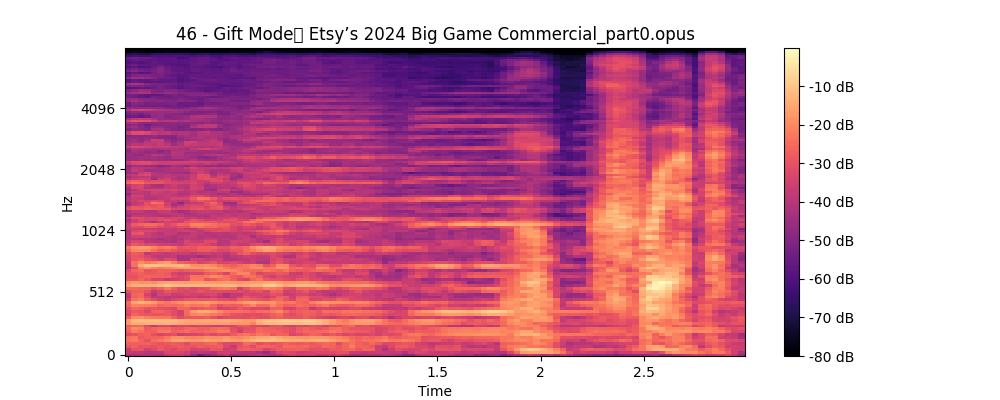 46 - Gift Mode Etsy’s 2024 Big Game Commercial_part0.opus
4096
2048
1024
512
0
Hz
0
0.5
1
1.5
2
2.5
Time
-10 dB
-20 dB
-30 dB
-40 dB
-50 dB
-60 dB
-70 dB
-80 dB